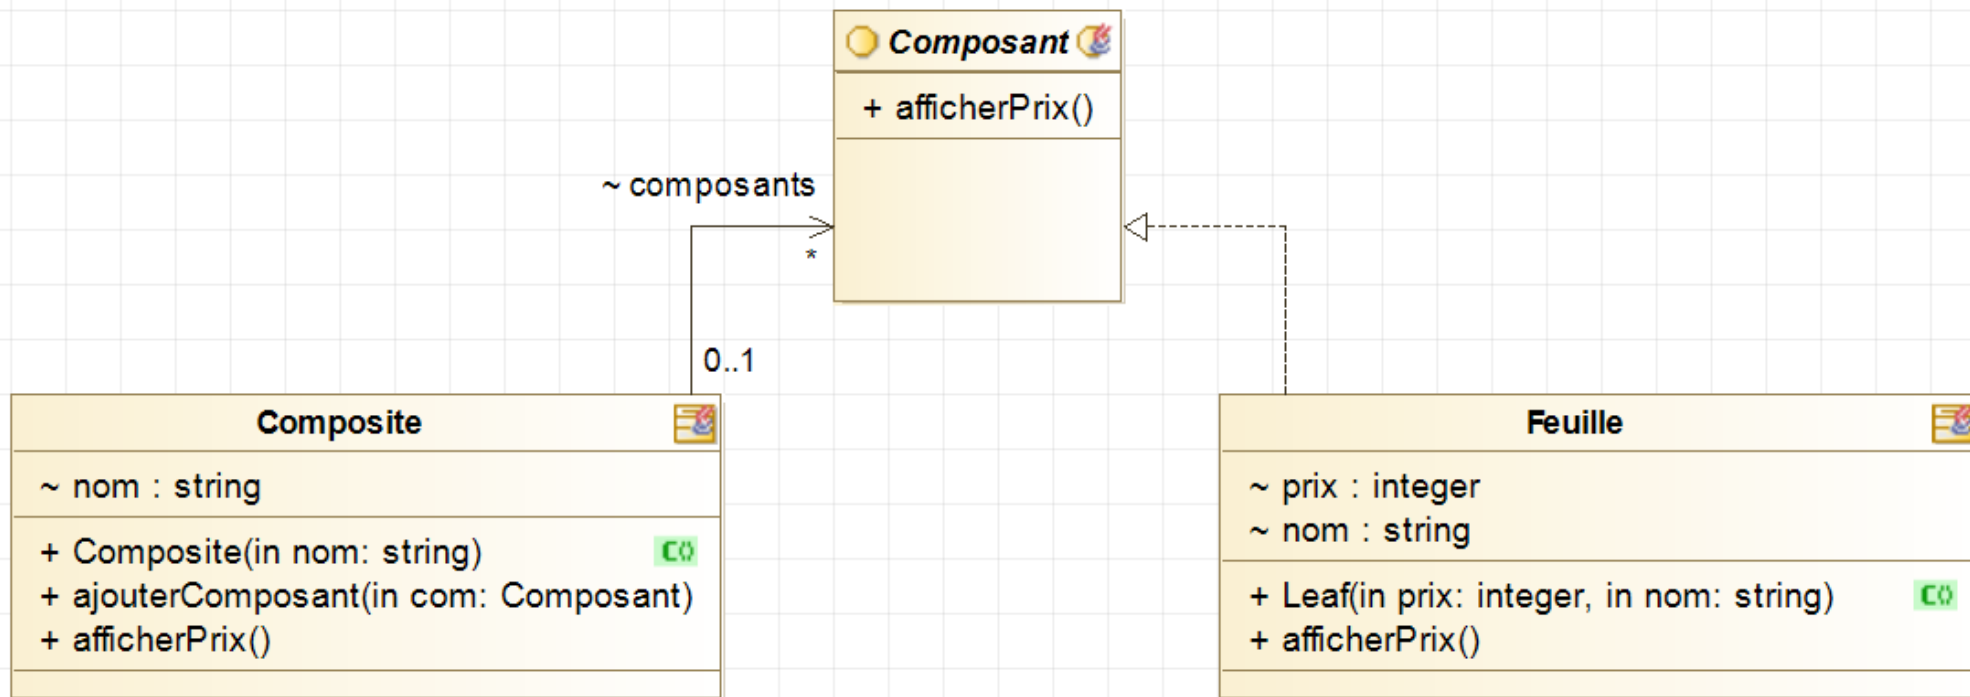 Composant
+ afficherPrix()
~ composants
*
0..1
Composite
~ nom : string
+ Composite(in nom: string)
C()
+ ajouterComposant(in com: Composant)
+ afficherPrix()
Feuille
~ prix : integer
~ nom : string
+ Leaf(in prix: integer, in nom: string)
C()
+ afficherPrix()